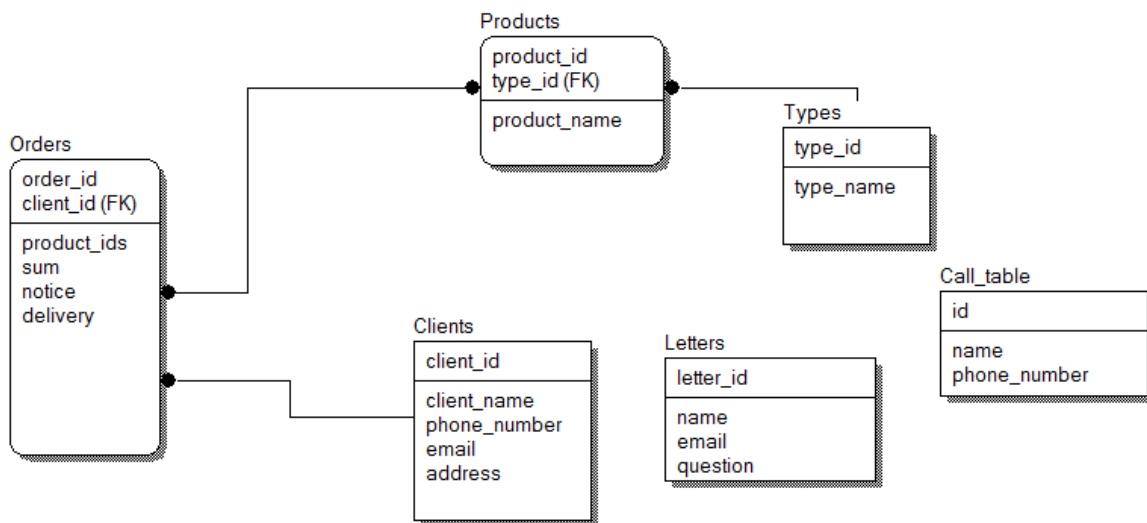 Products
product_id
type_id (FK)
product_name
Types
type_id
type_name
Orders
order_id
client_id (FK)
product_ids
sum
notice
delivery
Call_table
id
name
phone_number
Clients
client_id
client_name
phone_number
email
address
Letters
letter_id
name
email
question